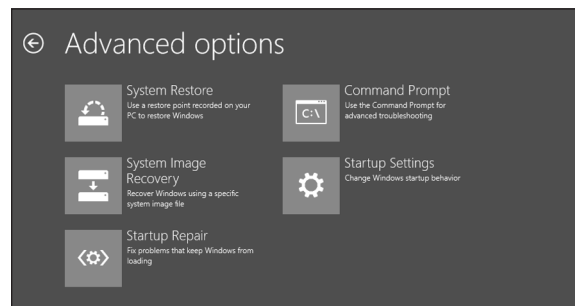 Advanced options
System Restore
Use a restore point recorded on your
PC to restore Windows
System Image
Recovery
Recover Windows using a specific
system image file
Startup Repair
Fix problems that keep Windows from
loading
C:\
Command Prompt
Use the Command Prompt for
advanced troubleshooting
Startup Settings
Change Windows startup behavior